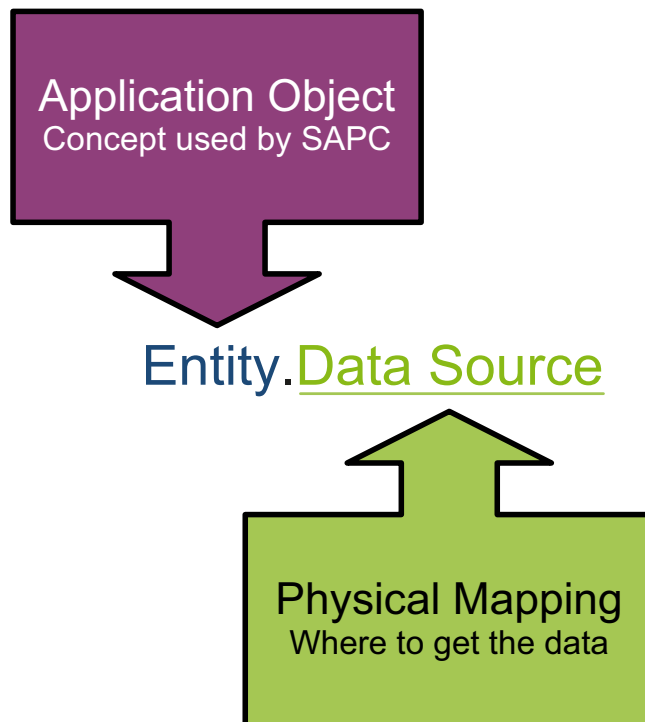 Application Object
Concept used by SAPC
Entity.Data Source
Physical Mapping
Where to get the data